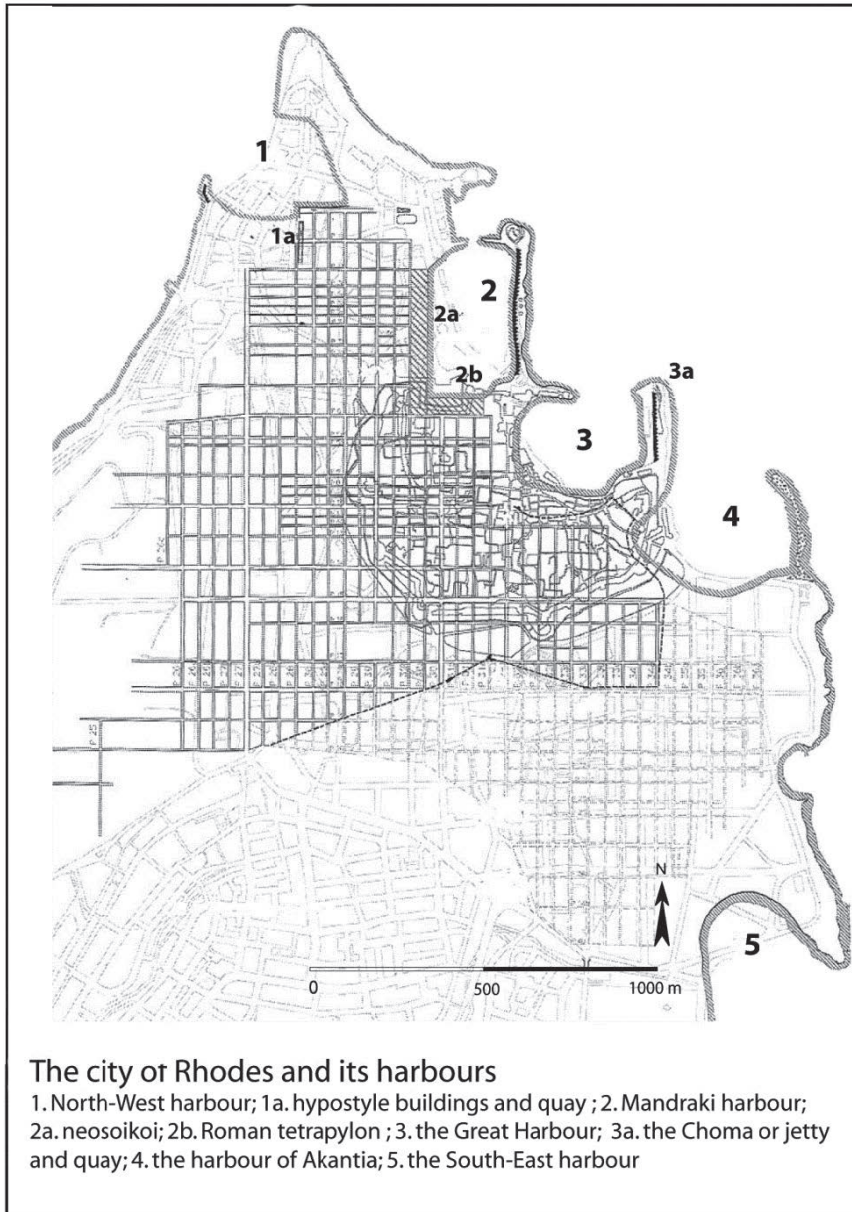 1
1a
2
2a
2b
3a
3
4
N
5
0 500 1000 m
The city of Rhodes and its harbours
1. North-West harbour; 1a. hypostyle buildings and quay ; 2. Mandraki harbour;
2a. neosoikoi; 2b. Roman tetrapylon ; 3. the Great Harbour; 3a. the Choma or jetty
and quay; 4. the harbour of Akantia; 5. the South-East harbour